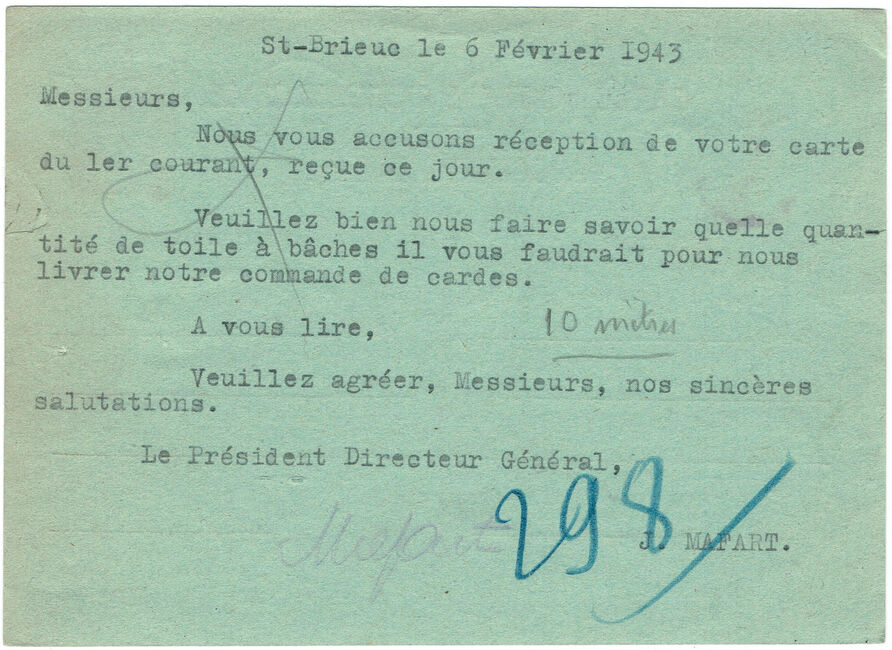 St-Brieuc le 6 Février 1943
Messieurs,
Nous vous accusons réception de votre carte
du 1er courant, reçue ce jour.
Veuillez bien nous faire savoir quelle quan-
tité de toile à bâches il vous faudrait pour nous
livrer notre commande de cardes.
A vous lire,
10 mètres
Veuillez agréer, Messieurs, nos sincères
salutations.
Le Président Directeur Général,
Mafart
298
J. MAFART.